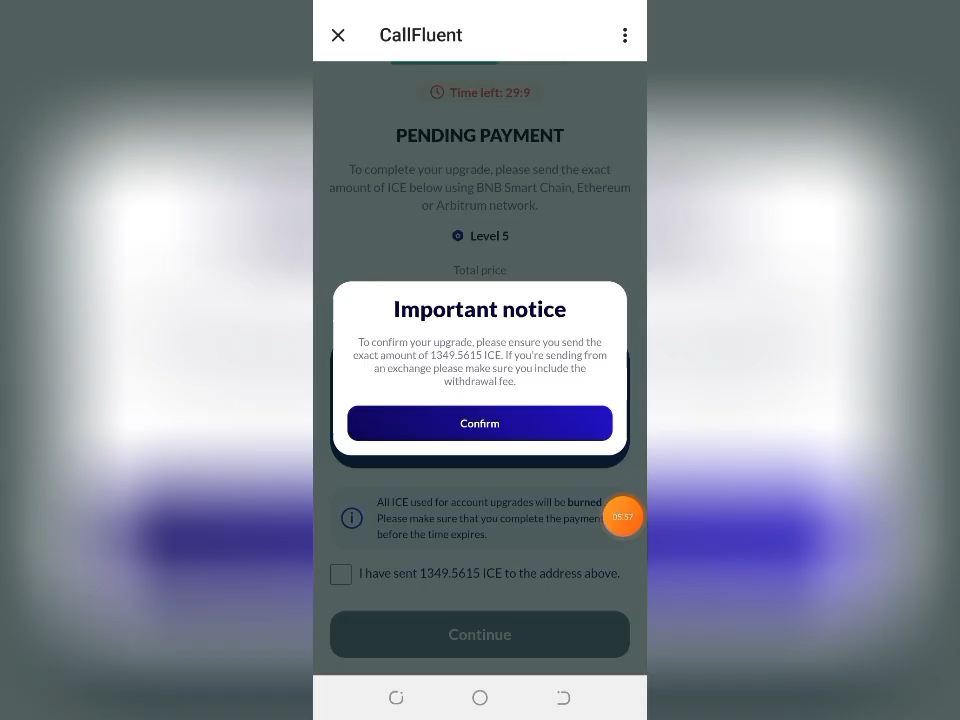 CallFluent
Time left: 29:9
PENDING PAYMENT
To complete your upgrade, please send the exact
amount of ICE below using BNB Smart Chain, Ethereum
or Arbitrum network.
Level 5
Total price
Important notice
To confirm your upgrade, please ensure you send the
exact amount of 1349.5615 ICE. If you're sending from
an exchange please make sure you include the
withdrawal fee.
Confirm
All ICE used for account upgrades will be burned
Please make sure that you complete the paymen
before the time expires.
05:57
I have sent 1349.5615 ICE to the address above.
Continue